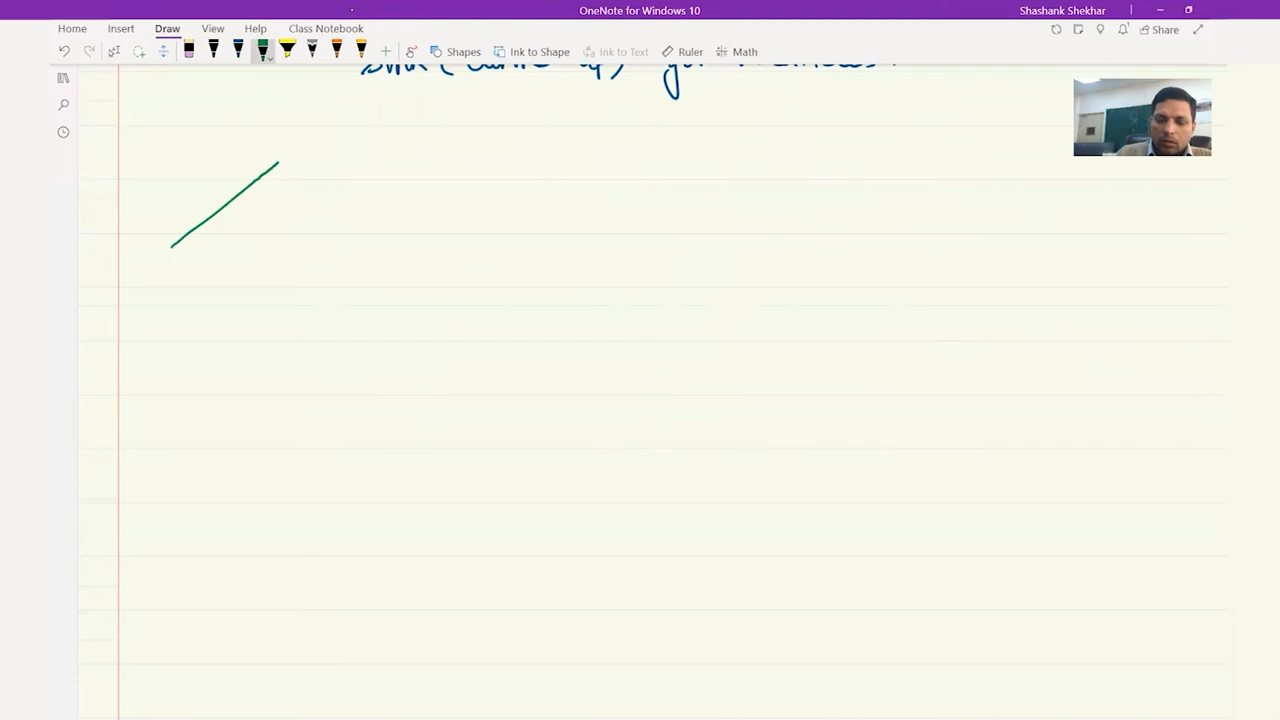 OneNote for Windows 10
Shashank Shekhar
Home Insert Draw View Help Class Notebook
Share
Shapes Ink to Shape Ink to Text Ruler Math